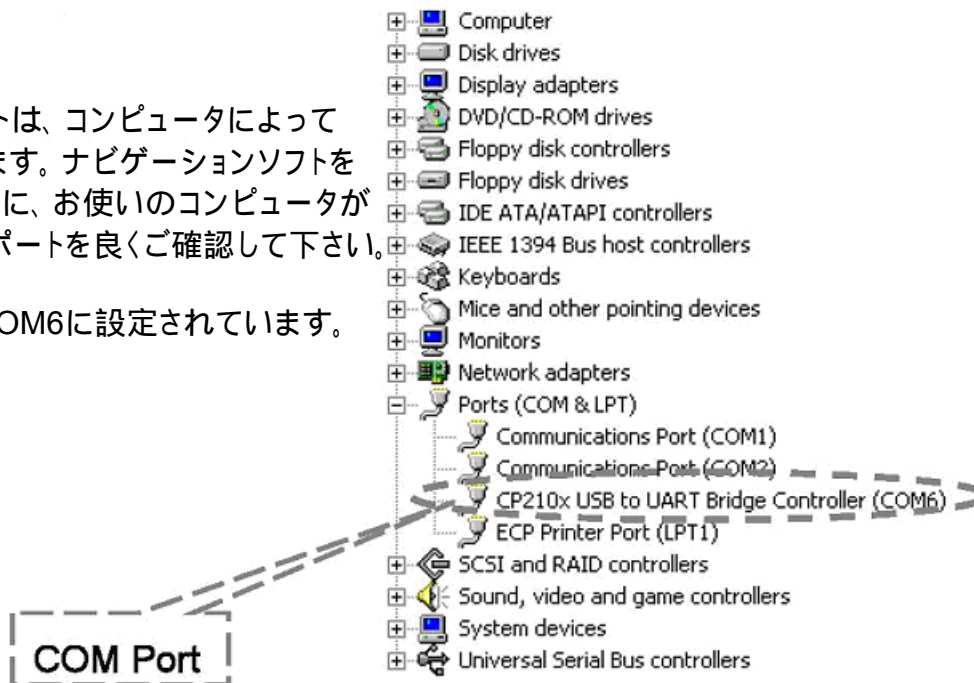 トは、コンピュータによって
ます。ナビゲーションソフトを
に、お使いのコンピュータが
ポートを良くご確認して下さい。
OM6に設定されています。
Computer
Disk drives
Display adapters
DVD/CD-ROM drives
Floppy disk controllers
Floppy disk drives
IDE ATA/ATAPI controllers
IEEE 1394 Bus host controllers
Keyboards
Mice and other pointing devices
Monitors
Network adapters
Ports (COM & LPT)
Communications Port (COM1)
Communications Port (COM2)
CP210x USB to UART Bridge Controller (COM6)
ECP Printer Port (LPT1)
SCSI and RAID controllers
Sound, video and game controllers
System devices
Universal Serial Bus controllers
COM Port